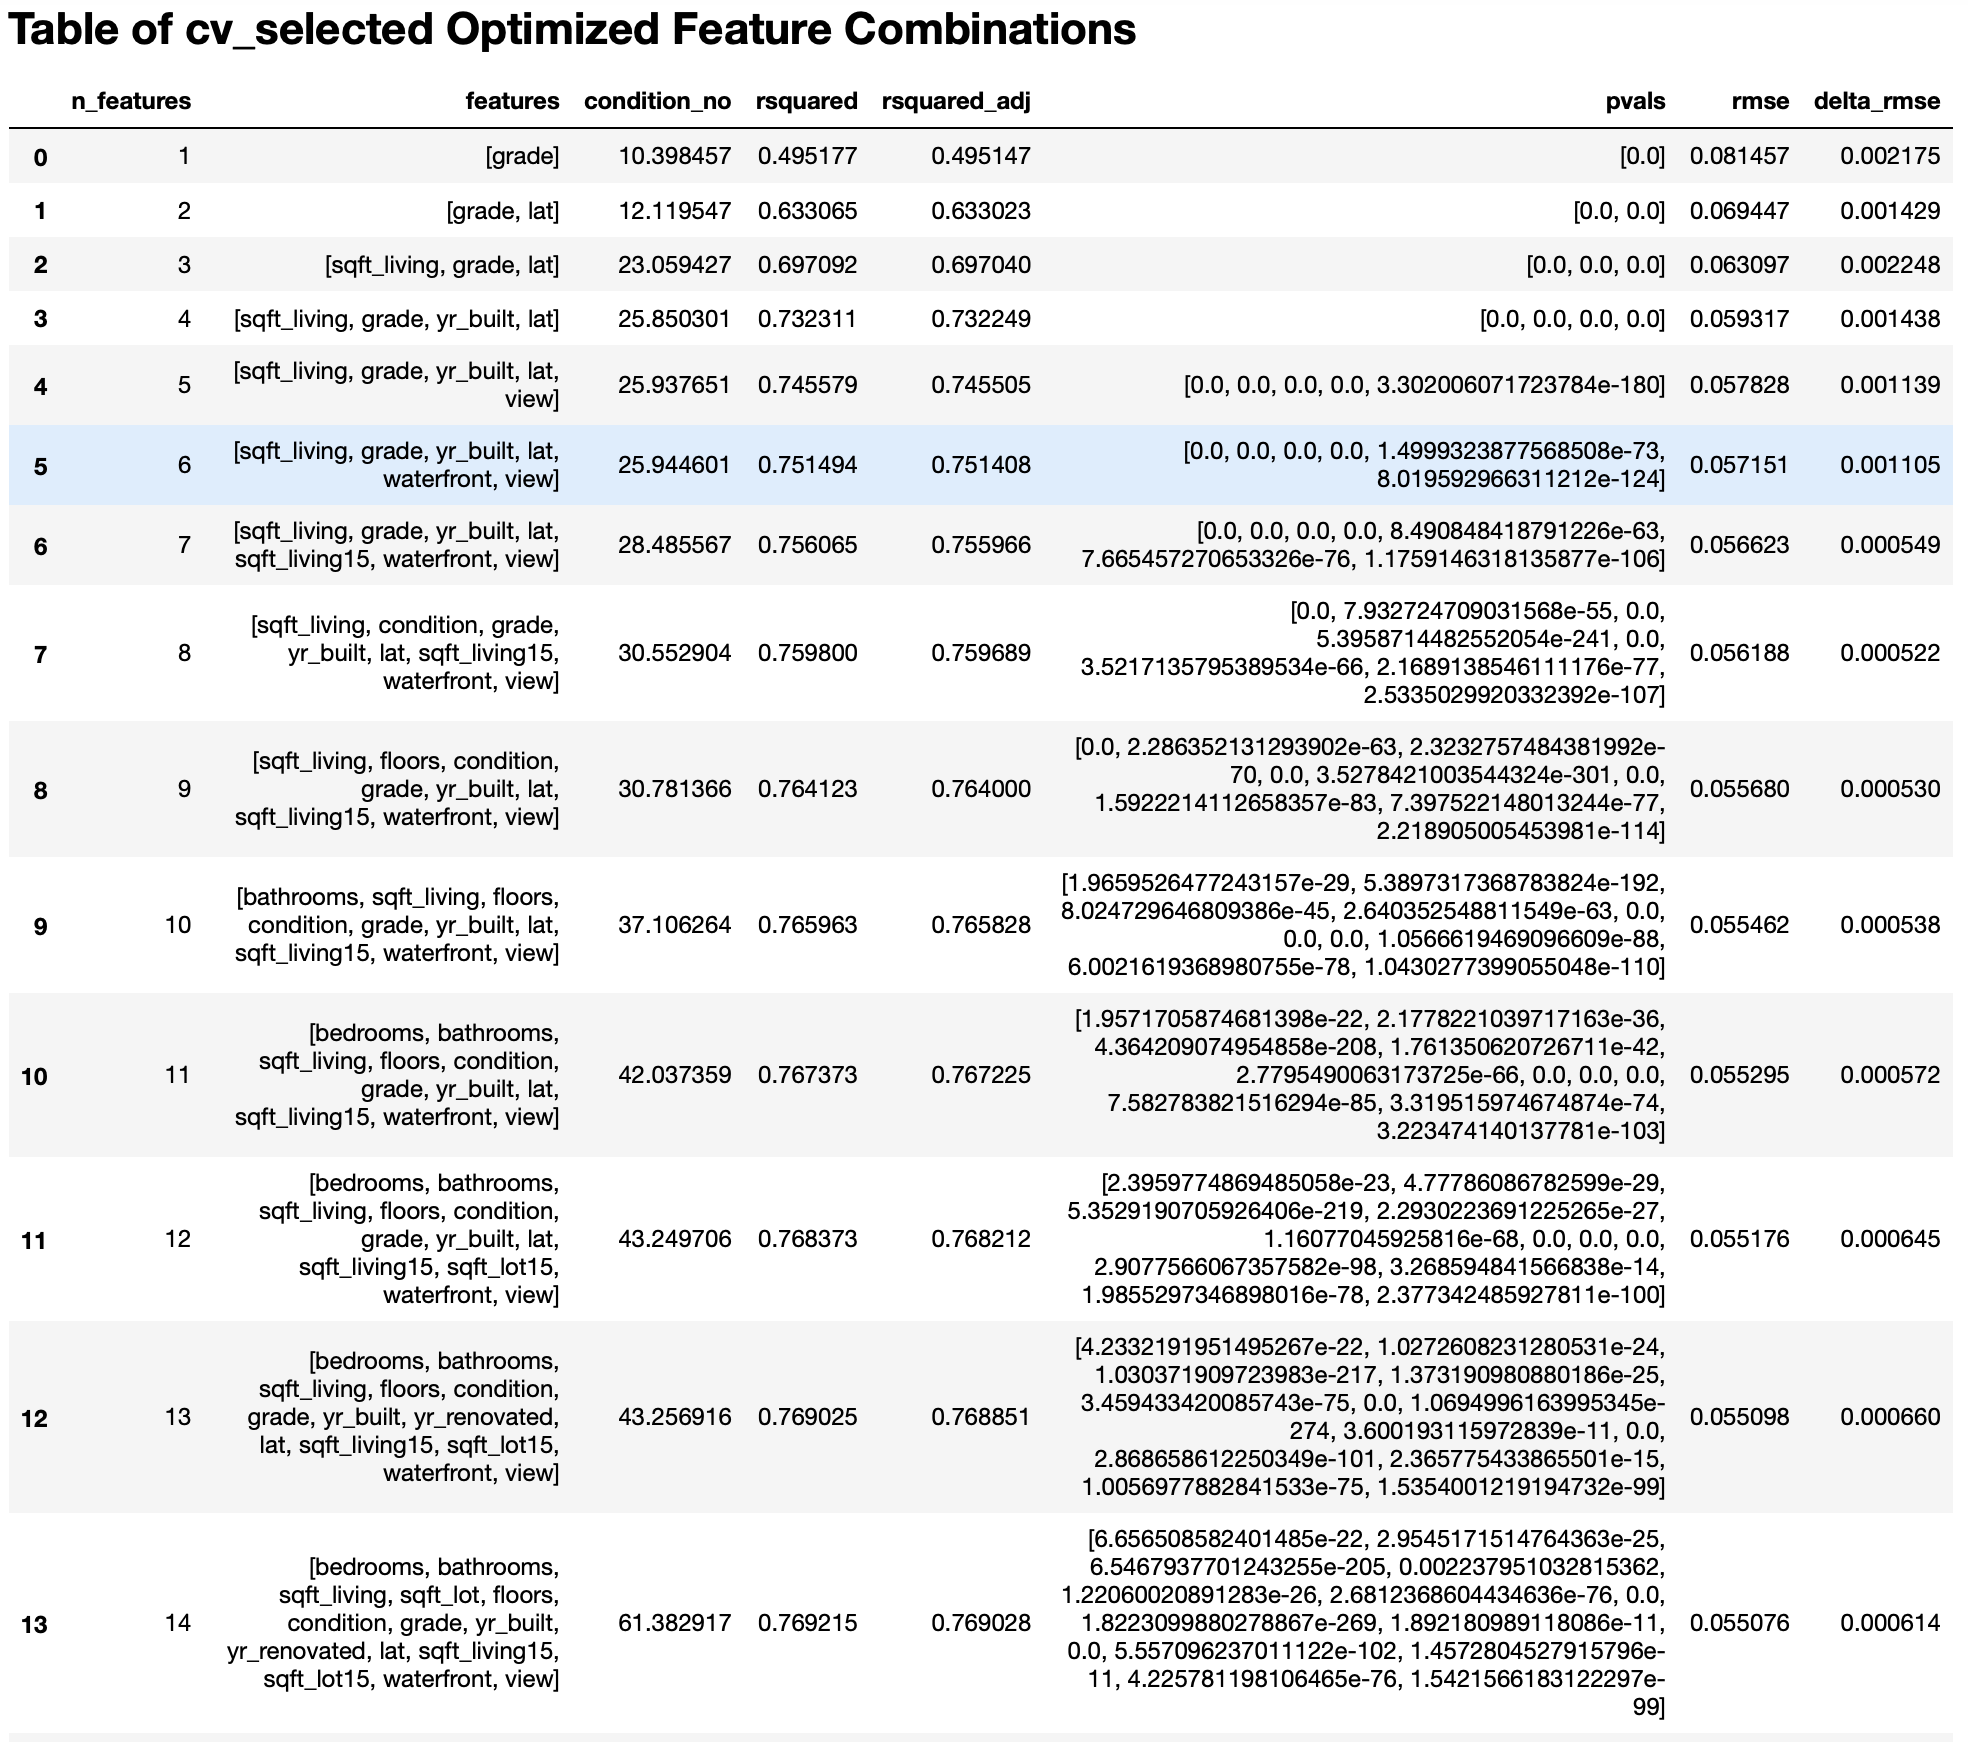 Table of cv_selected Optimized Feature Combinations
n_features features condition_no rsquared rsquared_adj pvals rmse delta_rmse
0 1 [grade] 10.398457 0.495177 0.495147 [0.0] 0.081457 0.002175
1 2 [grade, lat] 12.119547 0.633065 0.633023 [0.0, 0.0] 0.069447 0.001429
2 3 [sqft_living, grade, lat] 23.059427 0.697092 0.697040 [0.0, 0.0, 0.0] 0.063097 0.002248
3 4 [sqft_living, grade, yr_built, lat] 25.850301 0.732311 0.732249 [0.0, 0.0, 0.0, 0.0] 0.059317 0.001438
[sqft_living, grade, yr_built, lat,
4 5 view] 25.937651 0.745579 0.745505 [0.0, 0.0, 0.0, 0.0, 3.302006071723784e-180] 0.057828 0.001139
[sqft_living, grade, yr_built, lat, [0.0, 0.0, 0.0, 0.0, 1.4999323877568508e-73,
5 6 waterfront, view] 25.944601 0.751494 0.751408 8.019592966311212e-124] 0.057151 0.001105
[sqft_living, grade, yr_built, lat, [0.0, 0.0, 0.0, 0.0, 8.490848418791226e-63,
6 7 sqft_living15, waterfront, view] 28.485567 0.756065 0.755966 7.665457270653326e-76, 1.1759146318135877e-106] 0.056623 0.000549
[0.0, 7.932724709031568e-55, 0.0,
[sqft_living, condition, grade, 5.3958714482552054e-241, 0.0,
7 8 yr_built, lat, sqft_living15, 30.552904 0.759800 0.759689 3.5217135795389534e-66, 2.1689138546111176e-77, 0.056188 0.000522
waterfront, view] 2.5335029920332392e-107]
[0.0, 2.286352131293902e-63, 2.3232757484381992e-
[sqft_living, floors, condition, 70, 0.0, 3.5278421003544324e-301, 0.0,
8 9 grade, yr_built, lat, 30.781366 0.764123 0.764000 1.5922214112658357e-83, 7.397522148013244e-77, 0.055680 0.000530
sqft_living15, waterfront, view] 2.218905005453981e-114]
[1.9659526477243157e-29, 5.3897317368783824e-192,
[bathrooms, sqft_living, floors, 8.024729646809386e-45, 2.640352548811549e-63, 0.0,
9 10 condition, grade, yr_built, lat, 37.106264 0.765963 0.765828 0.0, 0.0, 1.0566619469096609e-88, 0.055462 0.000538
sqft_living15, waterfront, view] 6.0021619368980755e-78, 1.0430277399055048e-110]
[bedrooms, bathrooms, [1.9571705874681398e-22, 2.1778221039717163e-36,
sqft_living, floors, condition, 4.364209074954858e-208, 1.761350620726711e-42,
10 11 grade, yr_built, lat, 42.037359 0.767373 0.767225 2.7795490063173725e-66, 0.0, 0.0, 0.0, 0.055295 0.000572
sqft_living15, waterfront, view] 7.582783821516294e-85, 3.319515974674874e-74,
3.223474140137781e-103]
[bedrooms, bathrooms, [2.3959774869485058e-23, 4.77786086782599e-29,
sqft_living, floors, condition, 5.3529190705926406e-219, 2.2930223691225265e-27,
11 12 grade, yr_built, lat, 43.249706 0.768373 0.768212 1.16077045925816e-68, 0.0, 0.0, 0.0, 0.055176 0.000645
sqft_living15, sqft_lot15, 2.9077566067357582e-98, 3.268594841566838e-14,
waterfront, view] 1.9855297346898016e-78, 2.377342485927811e-100]
[4.2332191951495267e-22, 1.0272608231280531e-24,
[bedrooms, bathrooms, 1.030371909723983e-217, 1.373190980880186e-25,
sqft_living, floors, condition, 3.459433420085743e-75, 0.0, 1.0694996163995345e-
12 13 grade, yr_built, yr_renovated, 43.256916 0.769025 0.768851 274, 3.600193115972839e-11, 0.0, 0.055098 0.000660
lat, sqft_living15, sqft_lot15, 2.868658612250349e-101, 2.365775433865501e-15,
waterfront, view] 1.0056977882841533e-75, 1.5354001219194732e-99]
[6.656508582401485e-22, 2.9545171514764363e-25,
[bedrooms, bathrooms, 6.5467937701243255e-205, 0.002237951032815362,
sqft_living, sqft_lot, floors, 1.22060020891283e-26, 2.6812368604434636e-76, 0.0,
13 14 condition, grade, yr_built, 61.382917 0.769215 0.769028 1.8223099880278867e-269, 1.892180989118086e-11, 0.055076 0.000614
yr_renovated, lat, sqft_living15, 0.0, 5.557096237011122e-102, 1.4572804527915796e-
sqft_lot15, waterfront, view] 11, 4.225781198106465e-76, 1.5421566183122297e-
99]